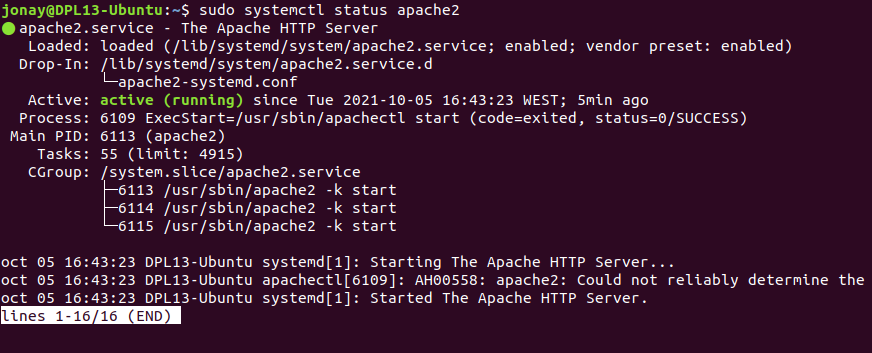 jonay@DPL13-Ubuntu:~$ sudo systemctl status apache2
● apache2.service - The Apache HTTP Server
   Loaded: loaded (/lib/systemd/system/apache2.service; enabled; vendor preset: enabled)
  Drop-In: /lib/systemd/system/apache2.service.d
           └─apache2-systemd.conf
   Active: active (running) since Tue 2021-10-05 16:43:23 WEST; 5min ago
  Process: 6109 ExecStart=/usr/sbin/apachectl start (code=exited, status=0/SUCCESS)
 Main PID: 6113 (apache2)
    Tasks: 55 (limit: 4915)
   CGroup: /system.slice/apache2.service
           ├─6113 /usr/sbin/apache2 -k start
           ├─6114 /usr/sbin/apache2 -k start
           └─6115 /usr/sbin/apache2 -k start

oct 05 16:43:23 DPL13-Ubuntu systemd[1]: Starting The Apache HTTP Server...
oct 05 16:43:23 DPL13-Ubuntu apachectl[6109]: AH00558: apache2: Could not reliably determine the
oct 05 16:43:23 DPL13-Ubuntu systemd[1]: Started The Apache HTTP Server.
lines 1-16/16 (END)